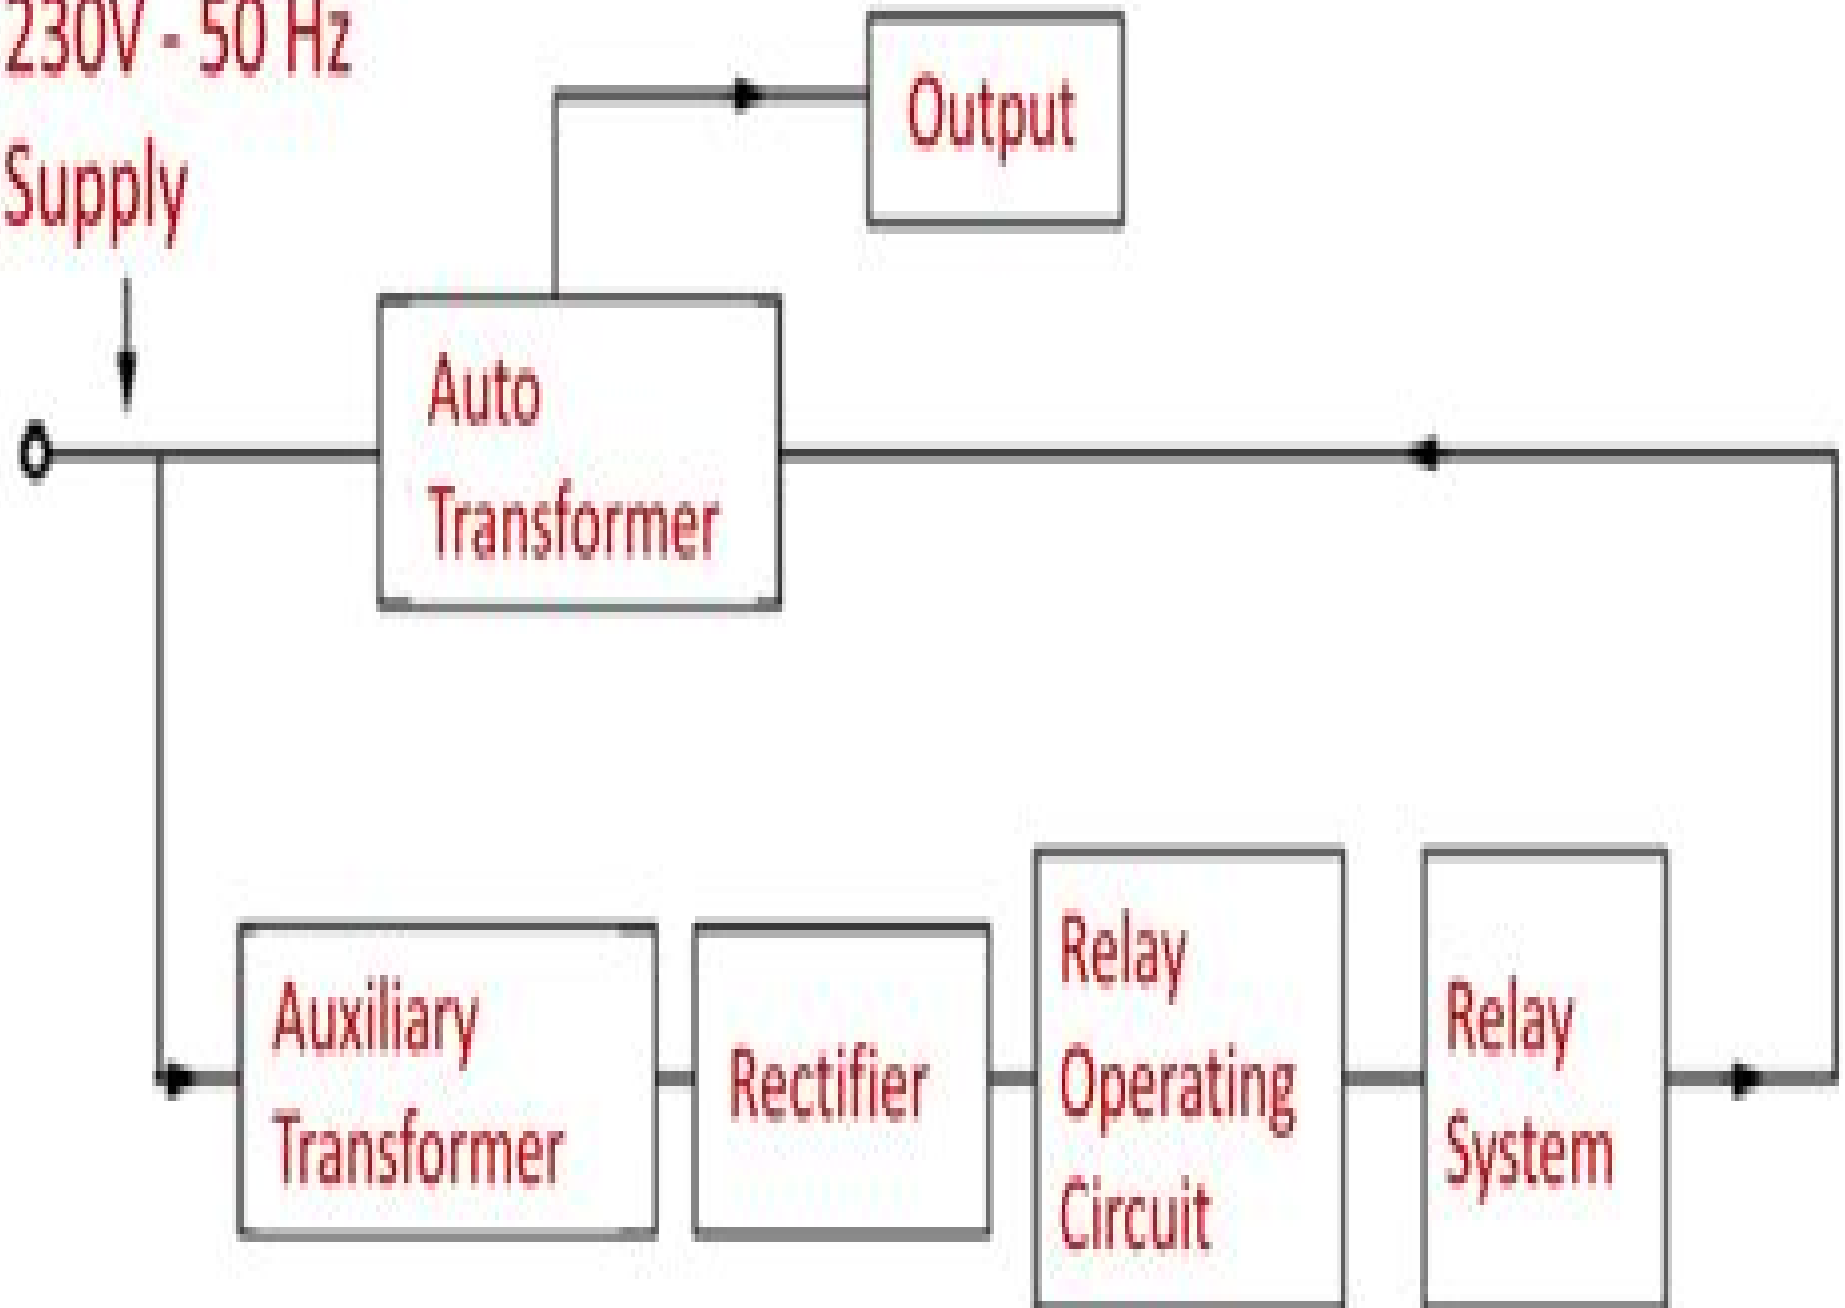 230V - 50 Hz
Supply
Output
Auto
Transformer
Auxiliary
Transformer
Rectifier
Relay
Operating
Circuit
Relay
System